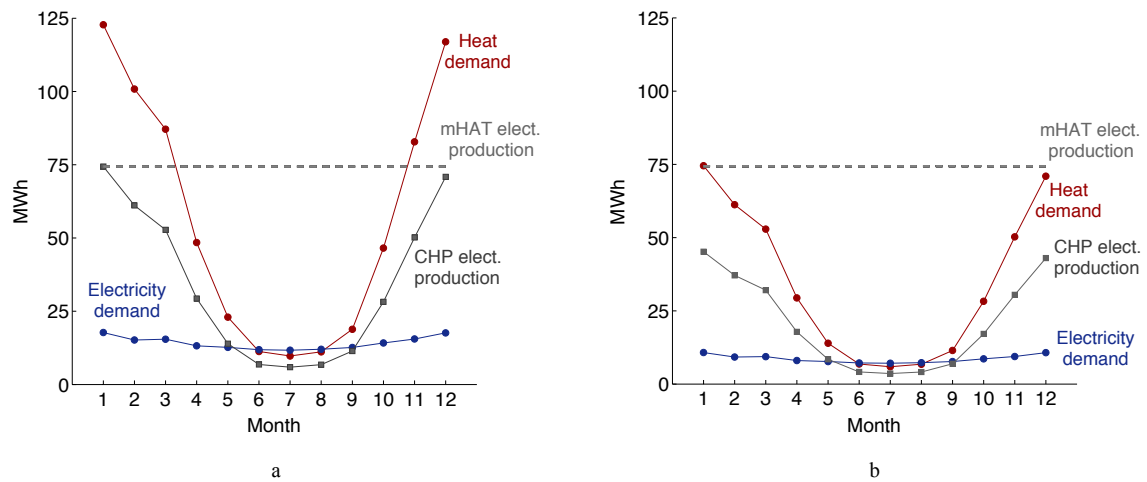 125
100
75
50
25
0
MWh
Heat
demand
mHAT elect.
production
CHP elect.
production
Electricity
demand
1 2 3 4 5 6 7 8 9 10 11 12
Month
a
125
100
75
50
25
0
MWh
mHAT elect.
production
Heat
demand
CHP elect.
production
Electricity
demand
1 2 3 4 5 6 7 8 9 10 11 12
Month
b